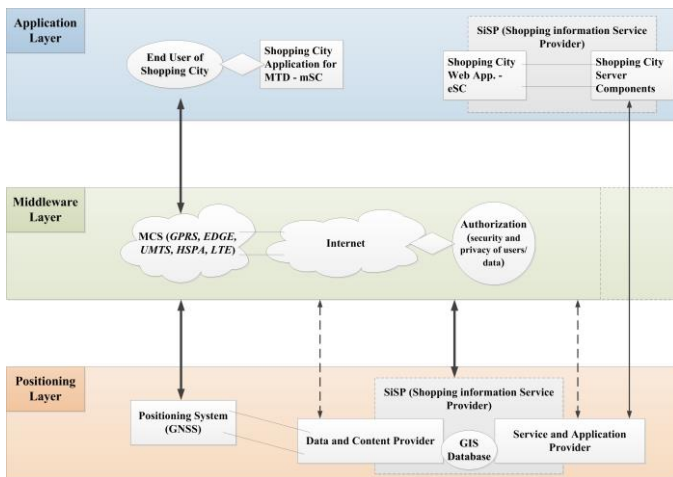 Application
Layer
SiSP (Shopping information Service
Provider)
End User of
Shopping City
Shopping City
Application for
MTD - mSC
Shopping City
Web App. -
eSC
Shopping City
Server
Components
Middleware
Layer
MCS (GPRS, EDGE,
UMTS, HSPA, LTE)
Internet
Authorization
(security and
privacy of users/
data)
Positioning
Layer
SiSP (Shopping information Service
Provider)
Positioning System
(GNSS)
Data and Content Provider
GIS
Database
Service and Application
Provider